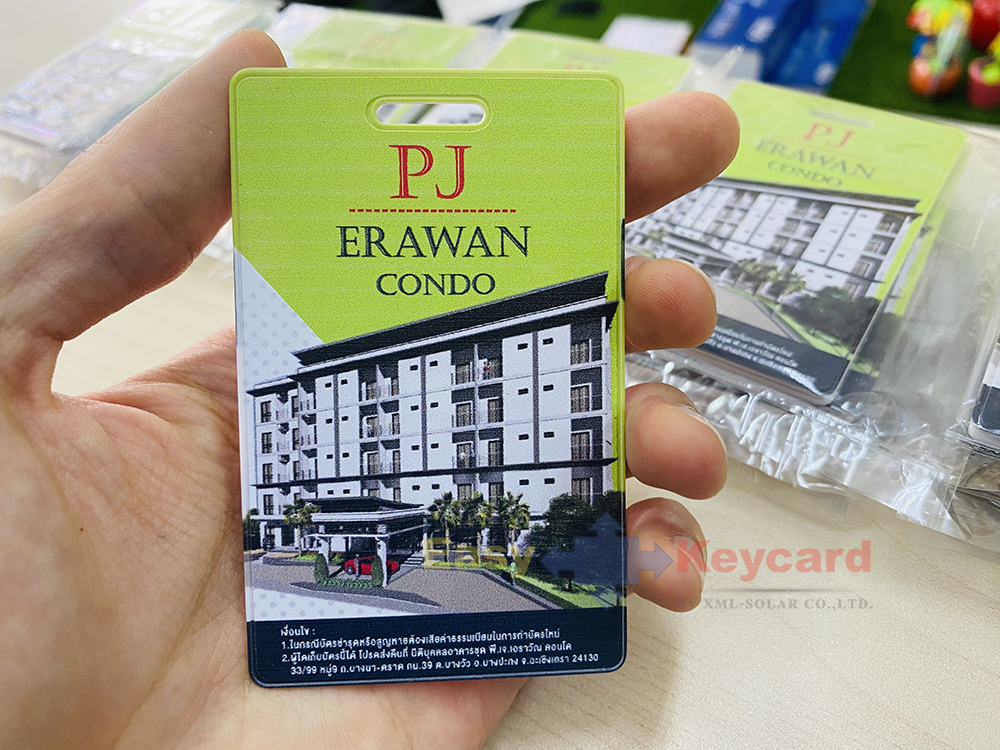 PJ
ERAWAN
CONDO
เงื่อนไข :
1.ในกรณีบัตรชำรุดหรือสูญหายต้องเสียค่าธรรมเนียมในการทำบัตรใหม่
2.ผู้ใดเก็บบัตรนี้ได้ โปรดส่งคืนที่ นิติบุคคลอาคารชุด พี.เจ.เอราวัณ คอนโด
33/99 หมู่9 ถ.บางนา-ตราด กม.39 ต.บางวัว อ.บางปะกง จ.ฉะเชิงเทรา 24130
PJ
ERAWAN
CONDO
Easy Keycard
XML-SOLAR CO.,LTD.